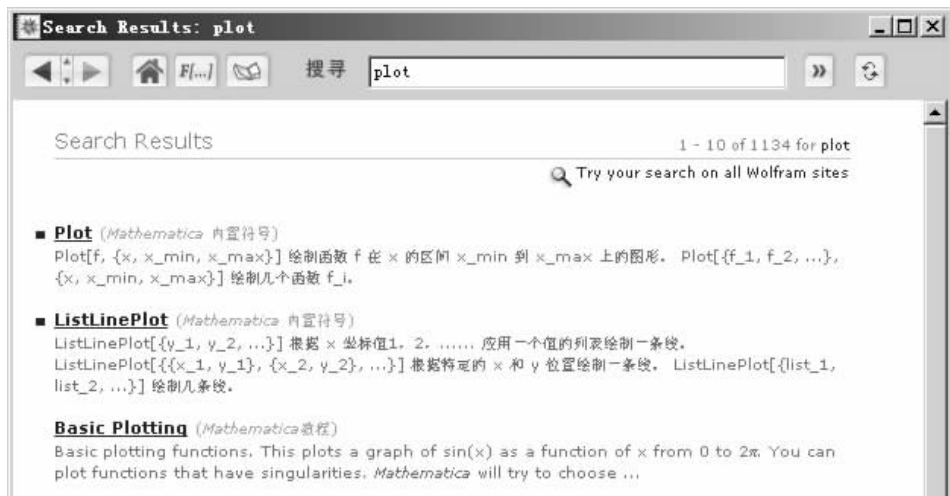 Search Results: plot
F[...] 搜寻 plot »
Search Results
1 - 10 of 1134 for plot
Try your search on all Wolfram sites
■ Plot (Mathematica 内置符号)
Plot[f, {x, x_min, x_max}] 绘制函数 f 在 x 的区间 x_min 到 x_max 上的图形。 Plot[{f_1, f_2, ...},
{x, x_min, x_max}] 绘制几个函数 f_i。
■ ListLinePlot (Mathematica 内置符号)
ListLinePlot[{y_1, y_2, ...}] 根据 x 坐标值1, 2, ...... 应用一个值的列表绘制一条线。
ListLinePlot[{{x_1, y_1}, {x_2, y_2}, ...}] 根据特定的 x 和 y 位置绘制一条线。 ListLinePlot[{list_1,
list_2, ...}] 绘制几条线。
Basic Plotting (Mathematica教程)
Basic plotting functions. This plots a graph of sin(x) as a function of x from 0 to 2π. You can
plot functions that have singularities. Mathematica will try to choose ...